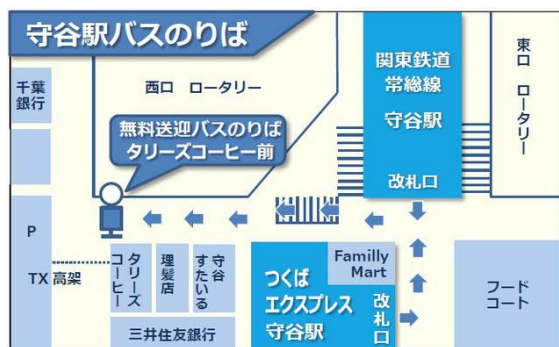 守谷駅バスのりば
千葉
銀行
西口 ロータリー
関東鉄道
常総線
守谷駅
改札口
東口 ロータリー
無料送迎バスのりば
タリーズコーヒー前
P
TX 高架
タリーズ
コーヒー
理髪店
守谷
すたいる
三井住友銀行
つくば
エクスプレス
守谷駅
Familly
Mart
改札口
フード
コート